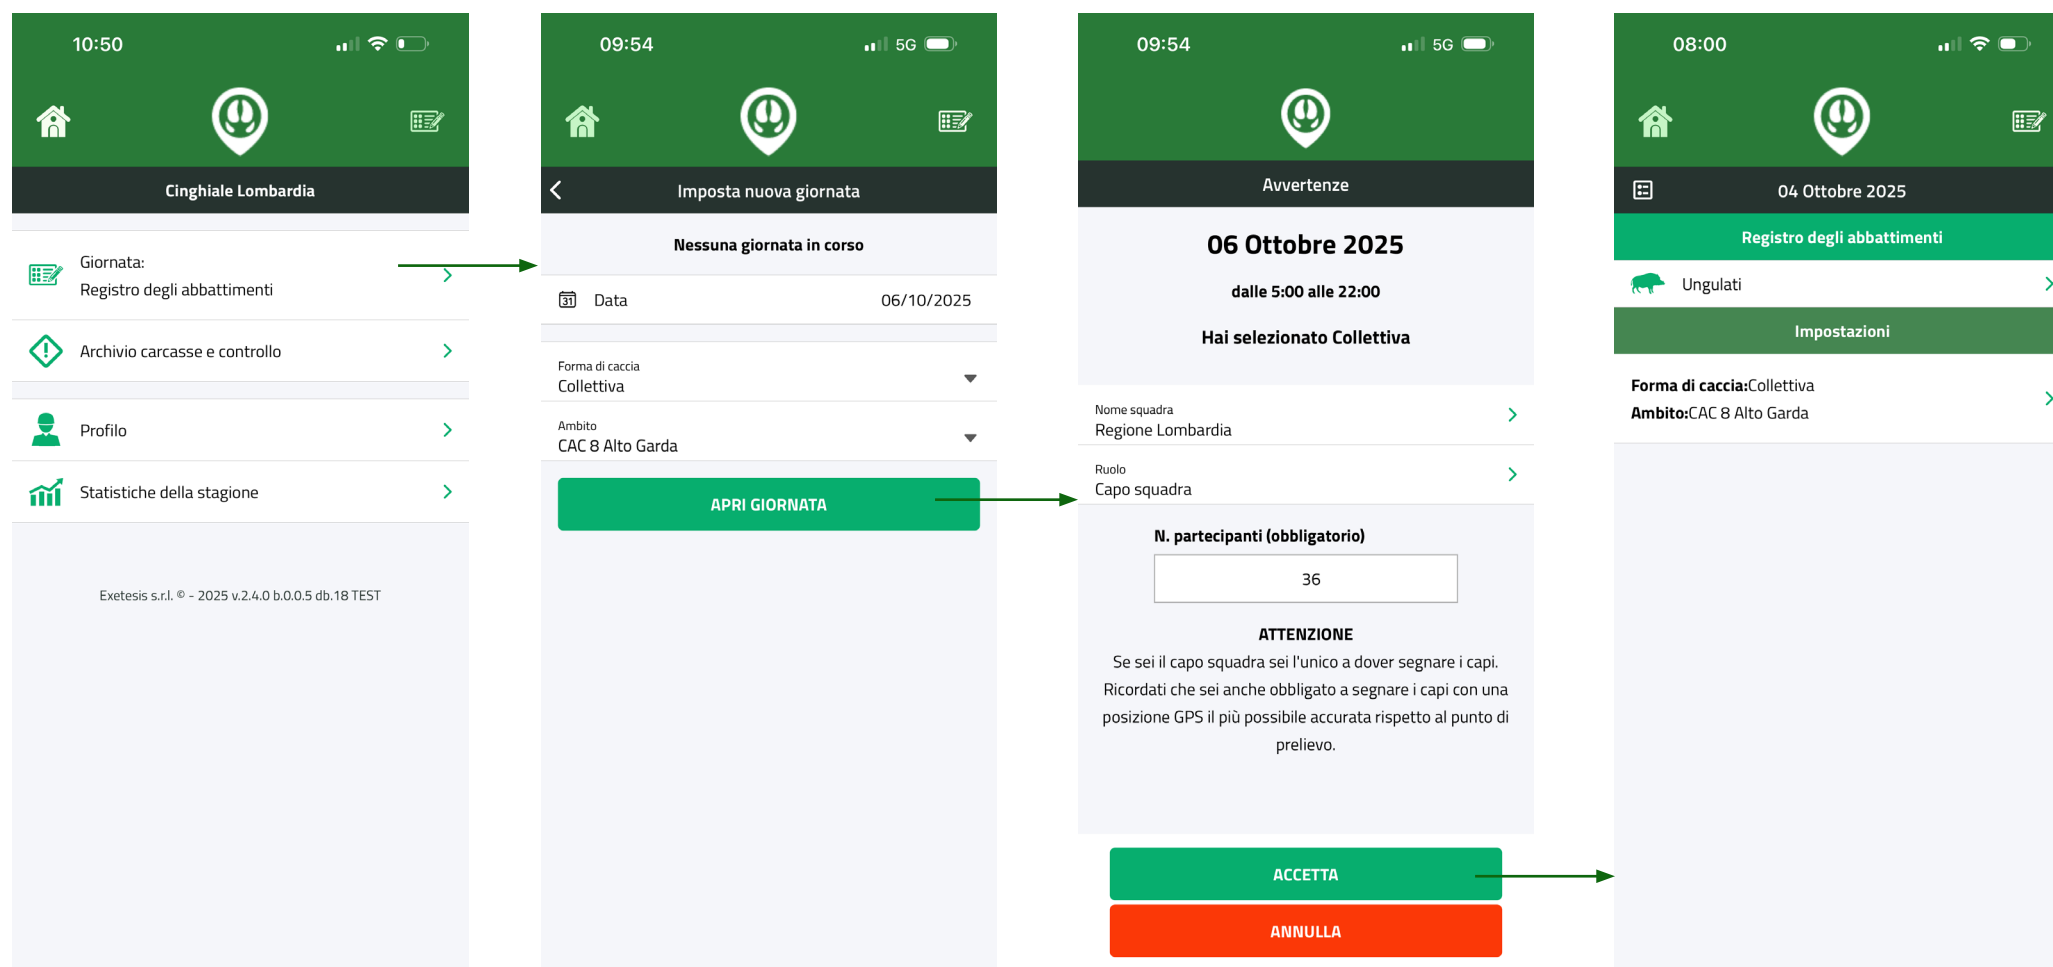 10:50
Cinghiale Lombardia
Giornata:
Registro degli abbattimenti
Archivio carcasse e controllo
Profilo
Statistiche della stagione
Exetesis s.r.l. © - 2025 v.2.4.0 b.0.0.5 db.18 TEST
09:54
5G
Imposta nuova giornata
Nessuna giornata in corso
31
Data
06/10/2025
Forma di caccia
Collettiva
Ambito
CAC 8 Alto Garda
APRI GIORNATA
09:54
5G
Avvertenze
06 Ottobre 2025
dalle 5:00 alle 22:00
Hai selezionato Collettiva
Nome squadra
Regione Lombardia
Ruolo
Capo squadra
N. partecipanti (obbligatorio)
36
ATTENZIONE
Se sei il capo squadra sei l'unico a dover segnare i capi.
Ricordati che sei anche obbligato a segnare i capi con una
posizione GPS il più possibile accurata rispetto al punto di
prelievo.
ACCETTA
ANNULLA
08:00
04 Ottobre 2025
Registro degli abbattimenti
Ungulati
Impostazioni
Forma di caccia:Collettiva
Ambito:CAC 8 Alto Garda